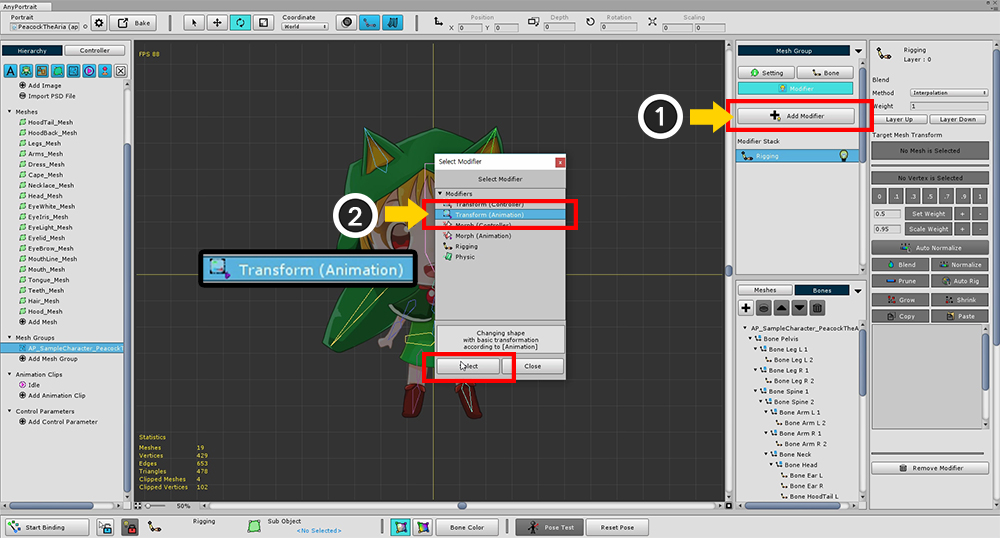 AnyPortrait
Portrait
PeacockTheAria (ap
Bake
Coordinate
World
Position
X 0
Y 0
Depth
0
Rotation
0
Scaling
0
0
Hierarchy
Controller
Add Image
Import PSD File
Meshes
HoodTail_Mesh
HoodBack_Mesh
Legs_Mesh
Arms_Mesh
Dress_Mesh
Cape_Mesh
Necklace_Mesh
Head_Mesh
EyeWhite_Mesh
EyeIris_Mesh
EyeLight_Mesh
Eyelid_Mesh
EyeBrow_Mesh
MouthLine_Mesh
Mouth_Mesh
Tongue_Mesh
Teeth_Mesh
Hair_Mesh
Hood_Mesh
Add Mesh
Mesh Groups
AP_SampleCharacter_PeacockT
Add Mesh Group
Animation Clips
Idle
Add Animation Clip
Control Parameters
Add Control Parameter
FPS 88
Statistics
Meshes 19
Vertices 429
Edges 653
Triangles 478
Clipped Meshes 4
Clipped Vertices 102
50%
Select Modifier
Select Modifier
Modifiers
Transform (Controller)
Transform (Animation)
Morph (Controller)
Morph (Animation)
Rigging
Physic
Changing shape
with basic transformation
according to [Animation]
Select
Close
2
Transform (Animation)
1
Mesh Group
Setting
Bone
Modifier
Add Modifier
Modifier Stack
Rigging
Meshes
Bones
AP_SampleCharacter_PeacockTheA
Bone Pelvis
Bone Leg L 1
Bone Leg L 2
Bone Leg R 1
Bone Leg R 2
Bone Spine 1
Bone Spine 2
Bone Arm L 1
Bone Arm L 2
Bone Arm R 1
Bone Arm R 2
Bone Neck
Bone Head
Bone Ear L
Bone Ear R
Bone HoodTail L
Rigging
Layer : 0
Blend
Method
Interpolation
Weight
1
Layer Up
Layer Down
Target Mesh Transform
No Mesh is Selected
No Vertex is Selected
0 .1 .3 .5 .7 .9 1
0.5 Set Weight + -
0.95 Scale Weight + -
Auto Normalize
Blend
Normalize
Prune
Auto Rig
Grow
Shrink
Copy
Paste
Remove Modifier
Start Binding
Rigging
Sub Object
<No Selected>
Bone Color
Pose Test
Reset Pose